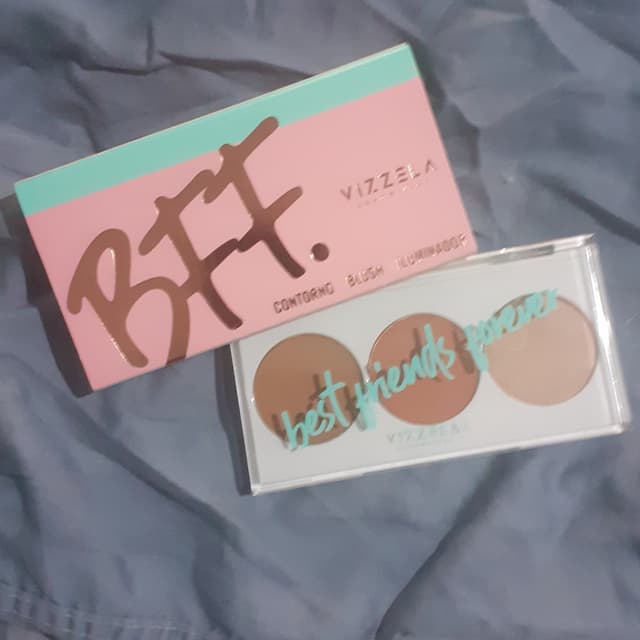 BFF.
VIZZELA
CONTORNO BLUSH ILUMINADOR
best friends forever
VIZZELA